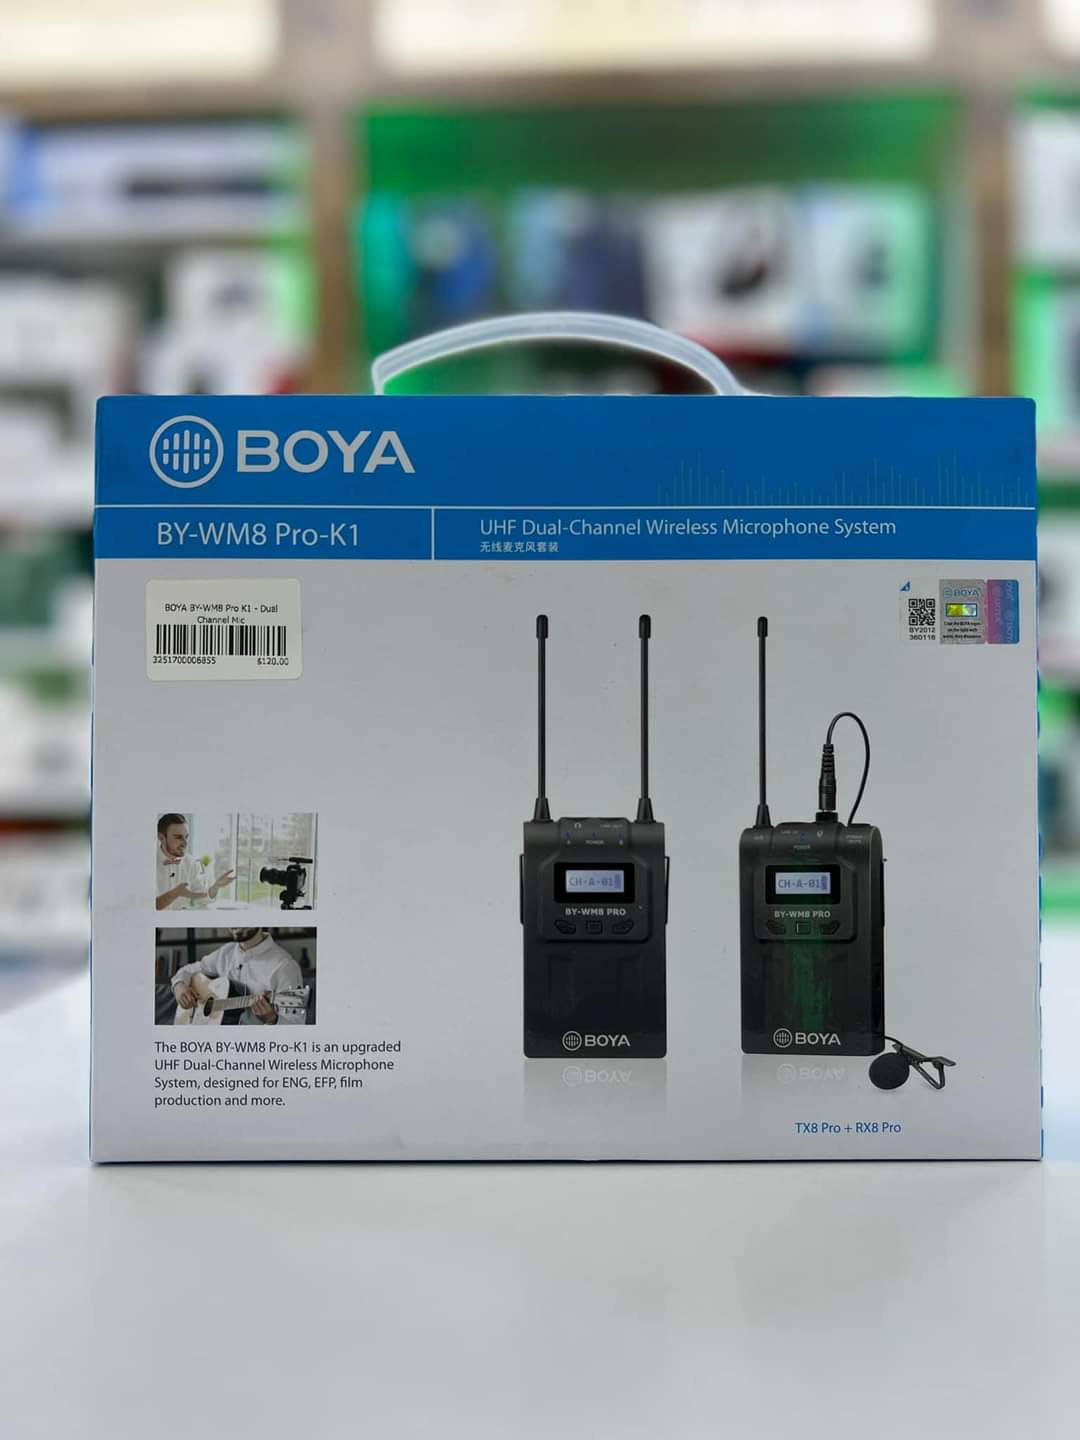 BOYA
BY-WM8 Pro-K1
UHF Dual-Channel Wireless Microphone System
无线麦克风套装
BOYA BY-WM8 Pro K1 - Dual
Channel Mic
3251700006855 $120.00
BOYA
BY2012
360118
The BOYA BY-WM8 Pro-K1 is an upgraded
UHF Dual-Channel Wireless Microphone
System, designed for ENG, EFP, film
production and more.
A POWER B
CH-A-01
BY-WM8 PRO
BOYA
POWER
CH-A-01
BY-WM8 PRO
BOYA
TX8 Pro + RX8 Pro